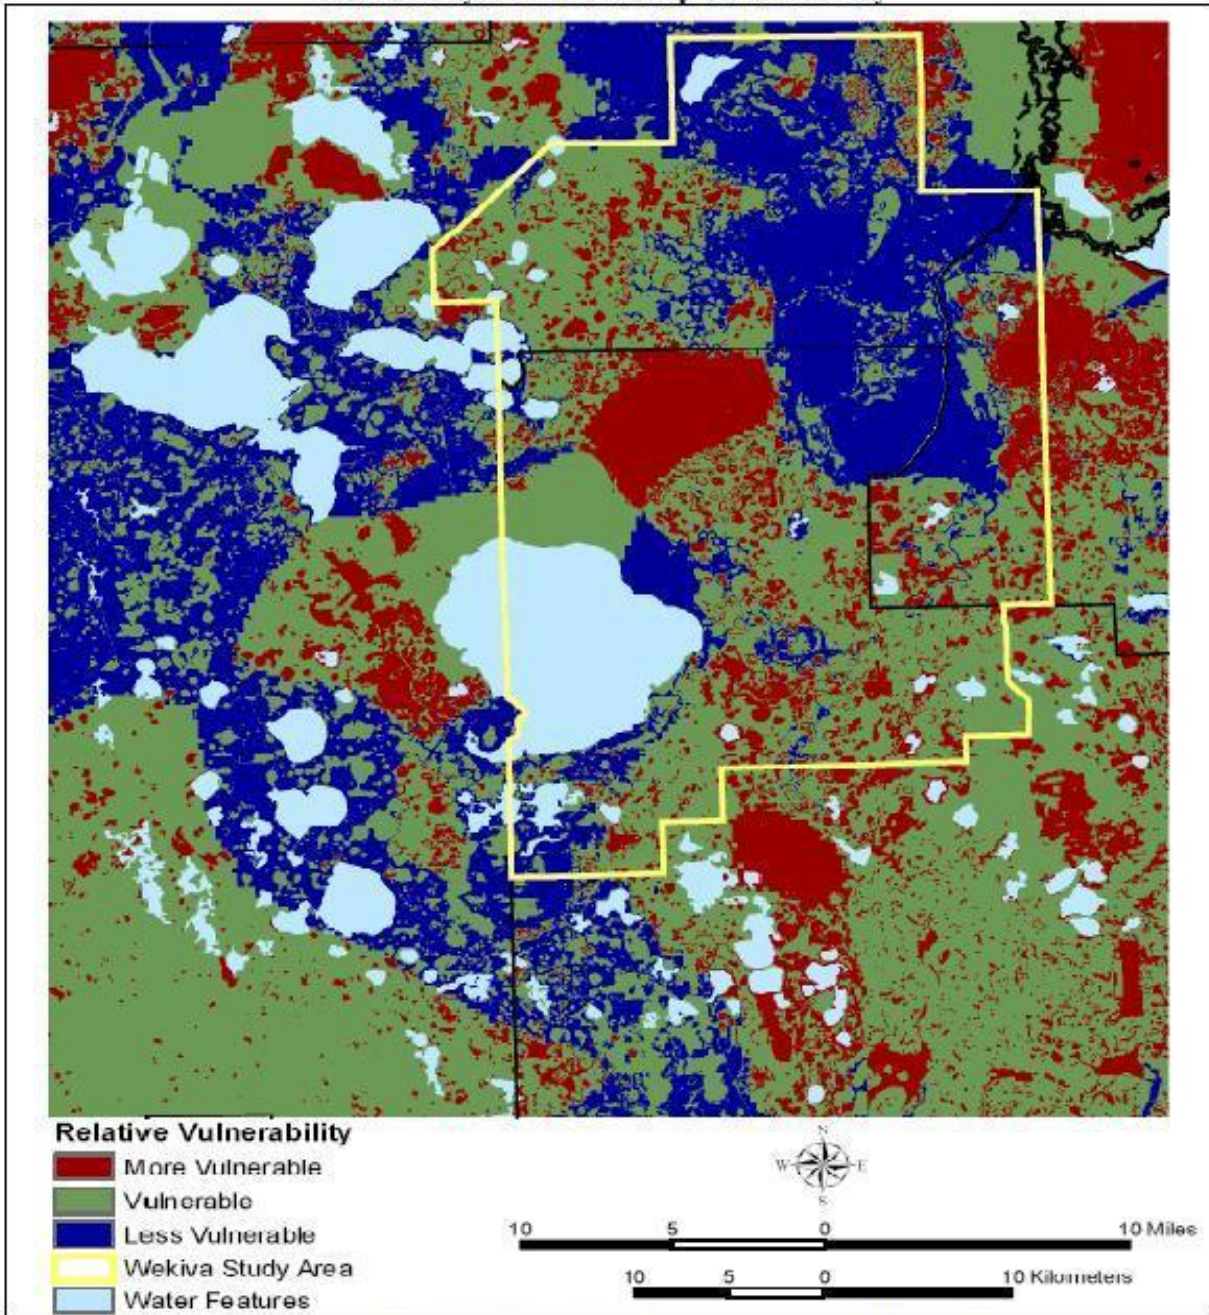 Relative Vulnerability
More Vulnerable
Vulnerable
Less Vulnerable
Wekiva Study Area
Water Features
N
W E
S
10 5 0 10 Miles
10 5 0 10 Kilometers